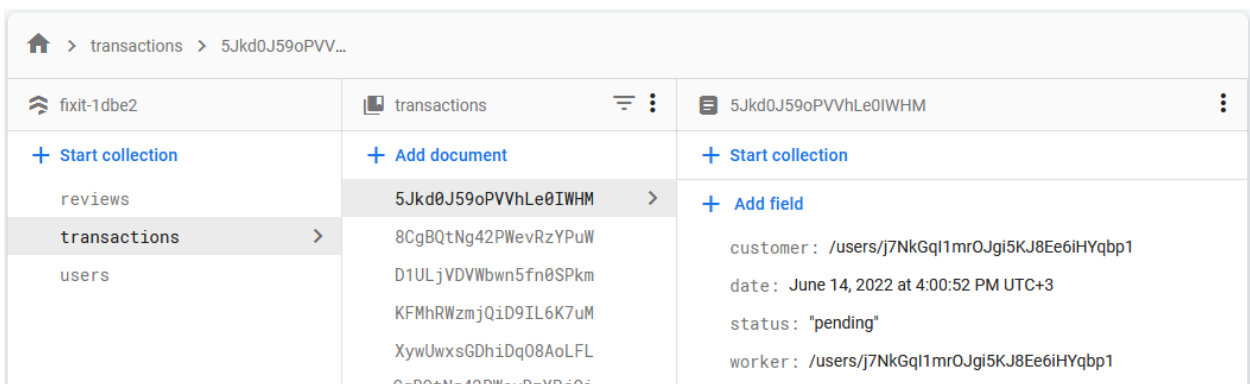 transactions > 5Jkd0J59oPVV…
fixit-1dbe2
+ Start collection
reviews
transactions
users
transactions
+ Add document
5Jkd0J59oPVVhLe0IWHM
8CgBQtNg42PWevRzYPuW
D1ULjVDVWbwn5fn0SPkm
KFMhRWzmjQiD9IL6K7uM
XywUwxsGDhiDqO8AoLFL
5Jkd0J59oPVVhLe0IWHM
+ Start collection
+ Add field
customer: /users/j7NkGqI1mrOJgi5KJ8Ee6iHYqbp1
date: June 14, 2022 at 4:00:52 PM UTC+3
status: "pending"
worker: /users/j7NkGqI1mrOJgi5KJ8Ee6iHYqbp1